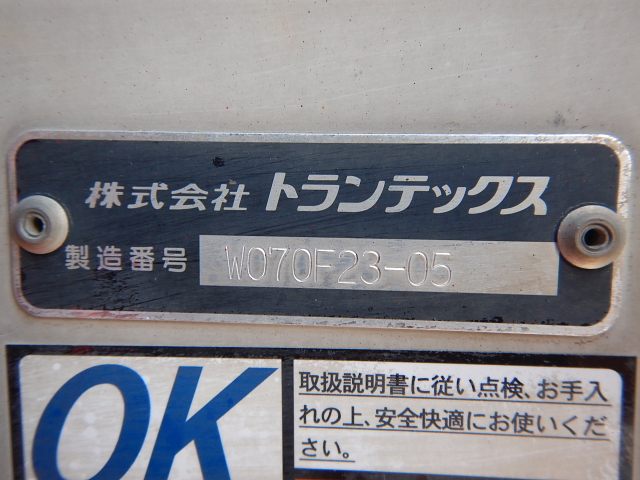 株式会社 トランテックス
製造番号 W070F23-05
OK
取扱説明書に従い点検、お手入
れの上、安全快適にお使いくだ
さい。